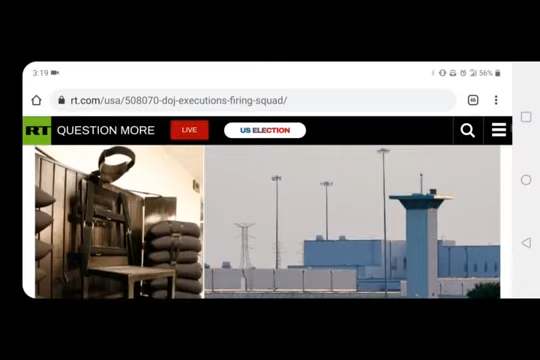 3:19 56%
rt.com/usa/508070-doj-executions-firing-squad/ 66
RT QUESTION MORE LIVE US ELECTION